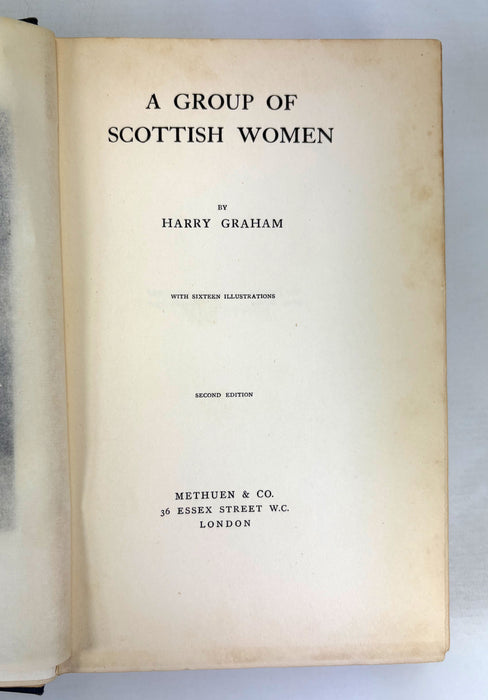 A GROUP OF
SCOTTISH WOMEN
BY
HARRY GRAHAM
WITH SIXTEEN ILLUSTRATIONS
SECOND EDITION
METHUEN & CO.
36 ESSEX STREET W.C.
LONDON